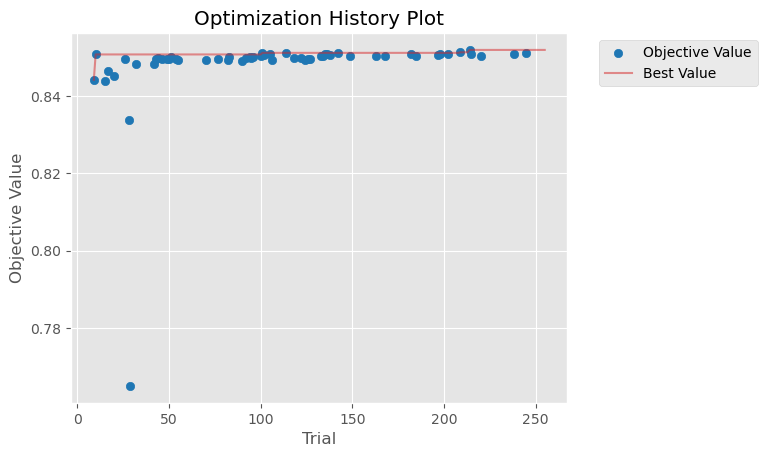 Optimization History Plot
Objective Value
Best Value
0.84
0.82
0.80
0.78
Objective Value
0
50
100
150
200
250
Trial